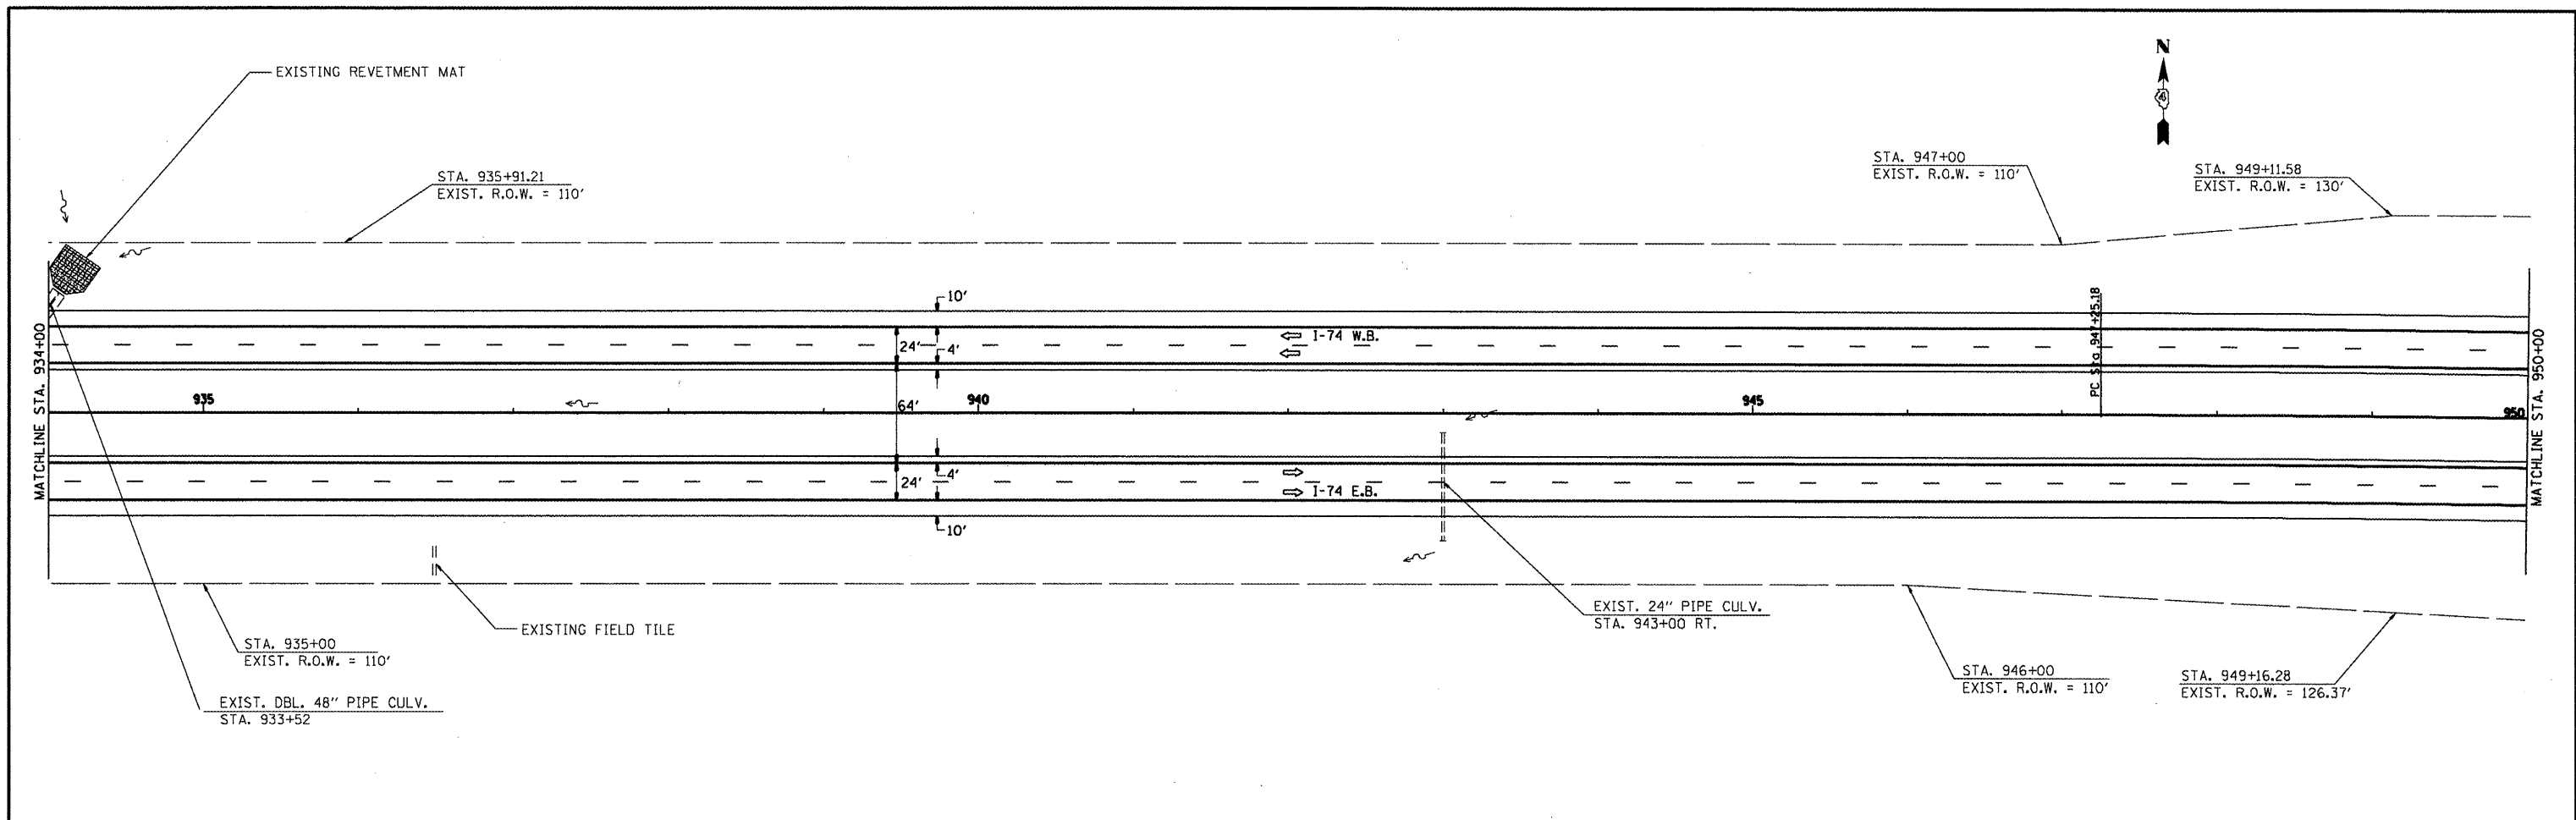 N
EXISTING REVETMENT MAT
STA. 947+00
EXIST. R.O.W. = 110'
STA. 949+11.58
EXIST. R.O.W. = 130'
STA. 935+91.21
EXIST. R.O.W. = 110'
10'
I-74 W.B.
24'
4'
PC Sta. 947+25.18
MATCHLINE STA. 934+00
MATCHLINE STA. 950+00
935
64'
940
945
950
4'
24'
I-74 E.B.
10'
EXIST. 24" PIPE CULV.
STA. 943+00 RT.
EXISTING FIELD TILE
STA. 935+00
EXIST. R.O.W. = 110'
STA. 946+00
EXIST. R.O.W. = 110'
STA. 949+16.28
EXIST. R.O.W. = 126.37'
EXIST. DBL. 48" PIPE CULV.
STA. 933+52